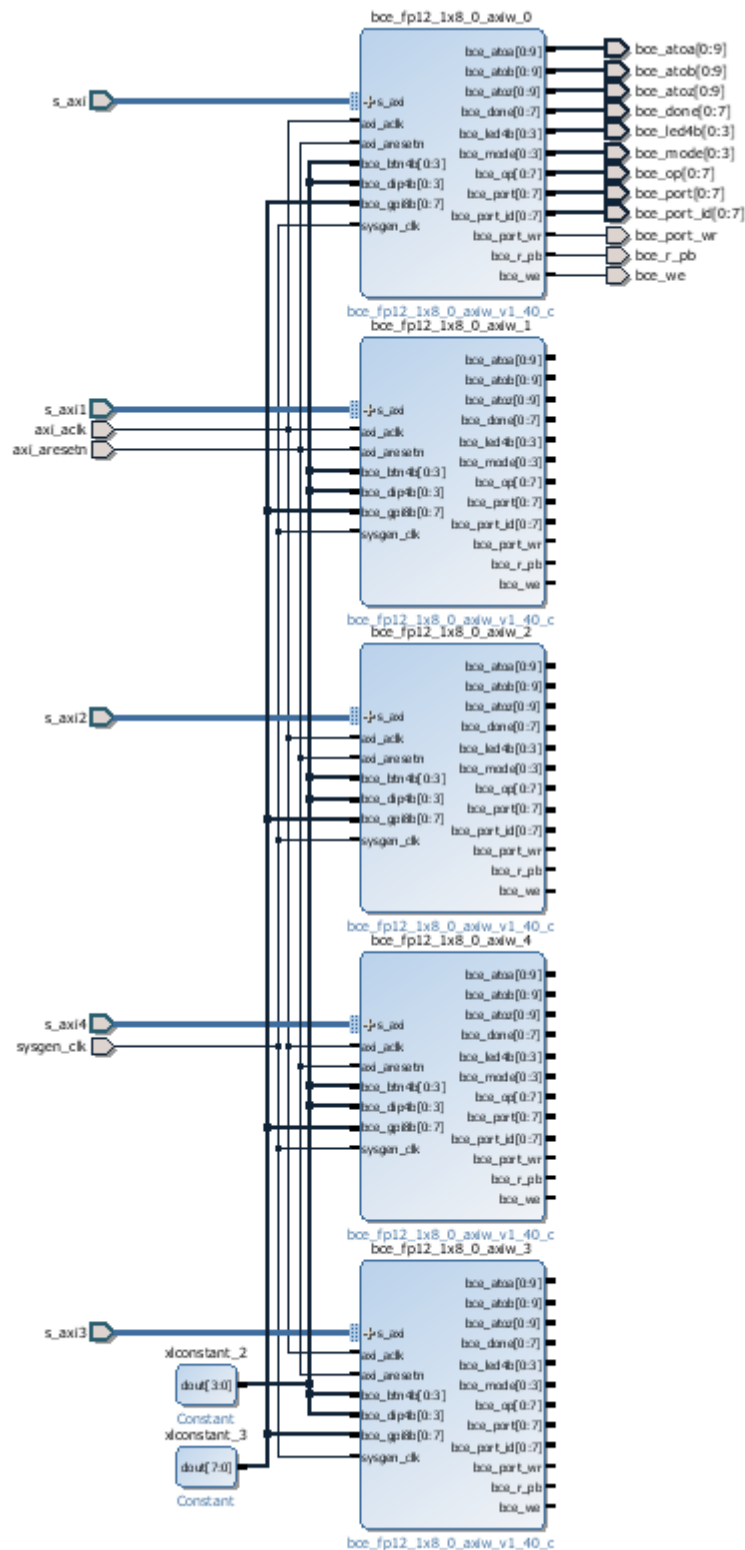 bce_fp12_1x8_0_axiw_0
s_axi
s_axi
axi_aclk
axi_aresetn
bce_btn4b[0:3]
bce_dip4b[0:3]
bce_gpi8b[0:7]
sysgen_clk
bce_atoa[0:9]
bce_atob[0:9]
bce_atoz[0:9]
bce_done[0:7]
bce_led4b[0:3]
bce_mode[0:3]
bce_op[0:7]
bce_port[0:7]
bce_port_id[0:7]
bce_port_wr
bce_r_pb
bce_we
bce_atoa[0:9]
bce_atob[0:9]
bce_atoz[0:9]
bce_done[0:7]
bce_led4b[0:3]
bce_mode[0:3]
bce_op[0:7]
bce_port[0:7]
bce_port_id[0:7]
bce_port_wr
bce_r_pb
bce_we
bce_fp12_1x8_0_axiw_v1_40_c
bce_fp12_1x8_0_axiw_1
s_axi1
axi_aclk
axi_aresetn
s_axi
axi_aclk
axi_aresetn
bce_btn4b[0:3]
bce_dip4b[0:3]
bce_gpi8b[0:7]
sysgen_clk
bce_atoa[0:9]
bce_atob[0:9]
bce_atoz[0:9]
bce_done[0:7]
bce_led4b[0:3]
bce_mode[0:3]
bce_op[0:7]
bce_port[0:7]
bce_port_id[0:7]
bce_port_wr
bce_r_pb
bce_we
bce_fp12_1x8_0_axiw_v1_40_c
bce_fp12_1x8_0_axiw_2
s_axi2
s_axi
axi_aclk
axi_aresetn
bce_btn4b[0:3]
bce_dip4b[0:3]
bce_gpi8b[0:7]
sysgen_clk
bce_atoa[0:9]
bce_atob[0:9]
bce_atoz[0:9]
bce_done[0:7]
bce_led4b[0:3]
bce_mode[0:3]
bce_op[0:7]
bce_port[0:7]
bce_port_id[0:7]
bce_port_wr
bce_r_pb
bce_we
bce_fp12_1x8_0_axiw_v1_40_c
bce_fp12_1x8_0_axiw_4
s_axi4
sysgen_clk
s_axi
axi_aclk
axi_aresetn
bce_btn4b[0:3]
bce_dip4b[0:3]
bce_gpi8b[0:7]
sysgen_clk
bce_atoa[0:9]
bce_atob[0:9]
bce_atoz[0:9]
bce_done[0:7]
bce_led4b[0:3]
bce_mode[0:3]
bce_op[0:7]
bce_port[0:7]
bce_port_id[0:7]
bce_port_wr
bce_r_pb
bce_we
bce_fp12_1x8_0_axiw_v1_40_c
bce_fp12_1x8_0_axiw_3
s_axi3
xlconstant_2
dout[3:0]
Constant
xlconstant_3
dout[7:0]
Constant
s_axi
axi_aclk
axi_aresetn
bce_btn4b[0:3]
bce_dip4b[0:3]
bce_gpi8b[0:7]
sysgen_clk
bce_atoa[0:9]
bce_atob[0:9]
bce_atoz[0:9]
bce_done[0:7]
bce_led4b[0:3]
bce_mode[0:3]
bce_op[0:7]
bce_port[0:7]
bce_port_id[0:7]
bce_port_wr
bce_r_pb
bce_we
bce_fp12_1x8_0_axiw_v1_40_c